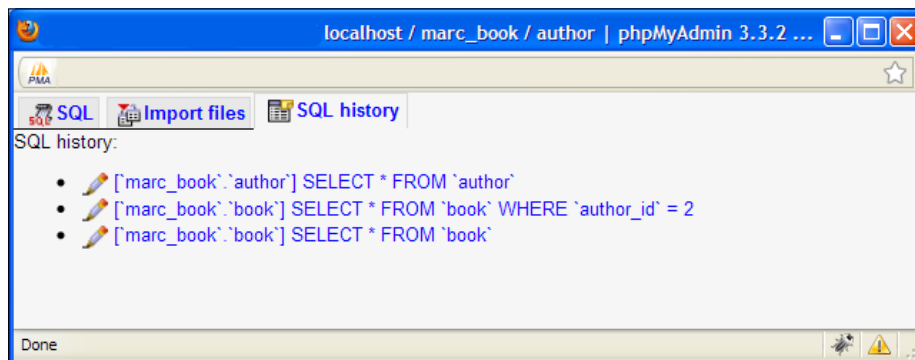 localhost / marc_book / author | phpMyAdmin 3.3.2 ...
PMA
SQL Import files SQL history
SQL history:
[`marc_book`.`author`] SELECT * FROM `author`
[`marc_book`.`book`] SELECT * FROM `book` WHERE `author_id` = 2
[`marc_book`.`book`] SELECT * FROM `book`
Done